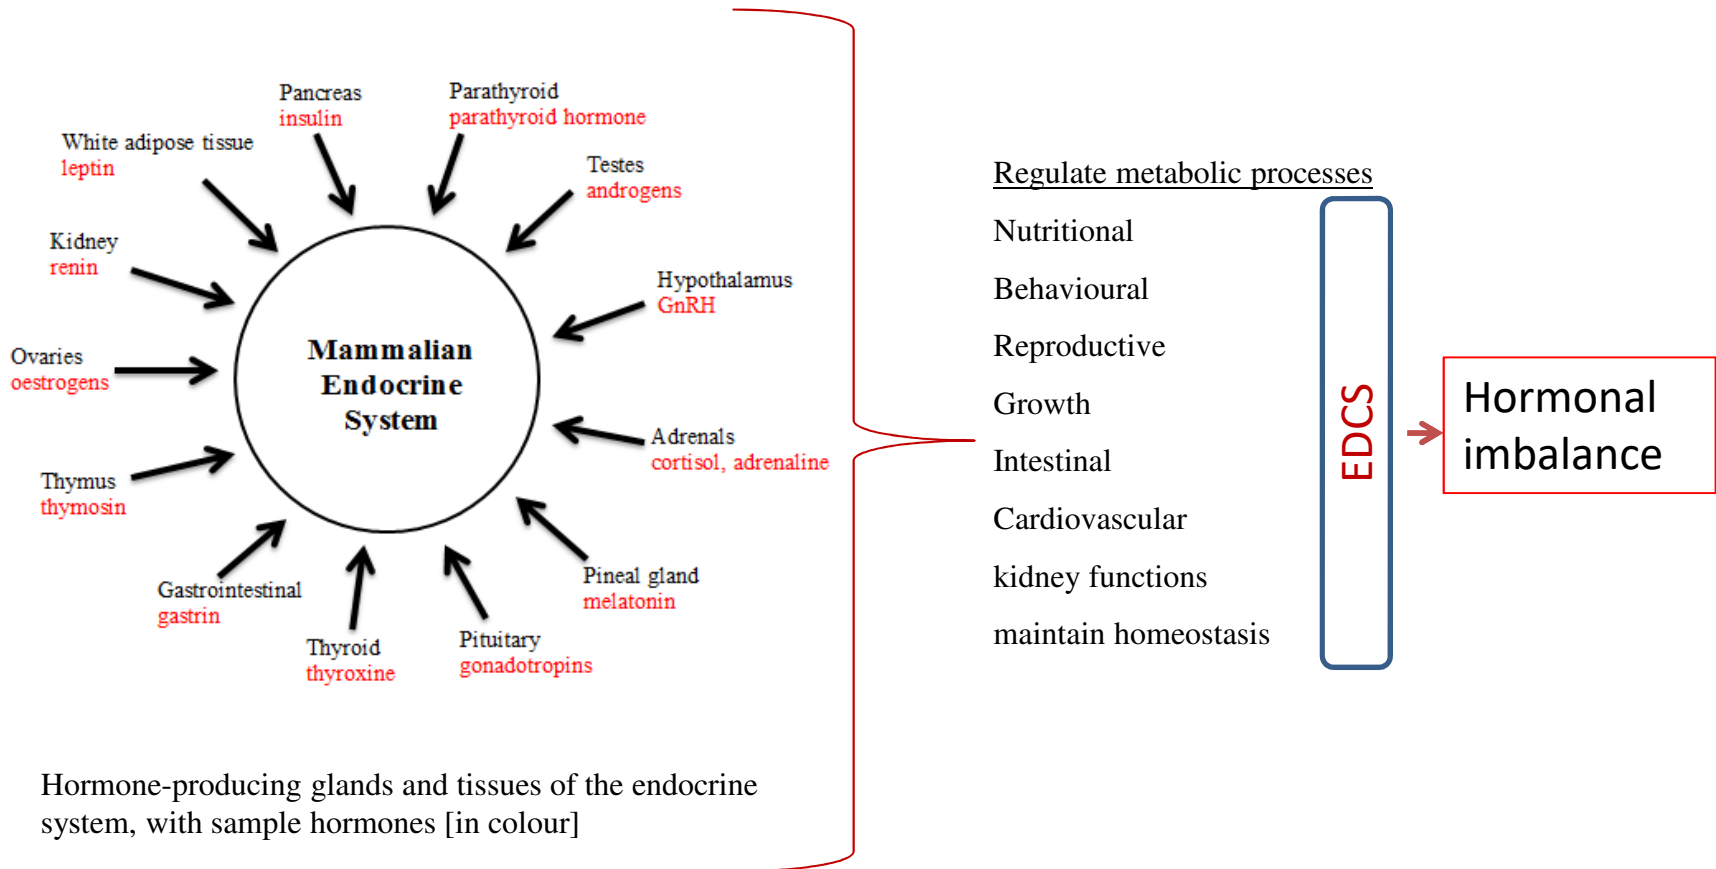 Pancreas
insulin
Parathyroid
parathyroid hormone
White adipose tissue
leptin
Testes
androgens
Kidney
renin
Hypothalamus
GnRH
Ovaries
oestrogens
Mammalian
Endocrine
System
Adrenals
cortisol, adrenaline
Thymus
thymosin
Gastrointestinal
gastrin
Pineal gland
melatonin
Thyroid
thyroxine
Pituitary
gonadotropins
Hormone-producing glands and tissues of the endocrine
system, with sample hormones [in colour]
Regulate metabolic processes
Nutritional
Behavioural
Reproductive
Growth
Intestinal
Cardiovascular
kidney functions
maintain homeostasis
EDCS
Hormonal
imbalance